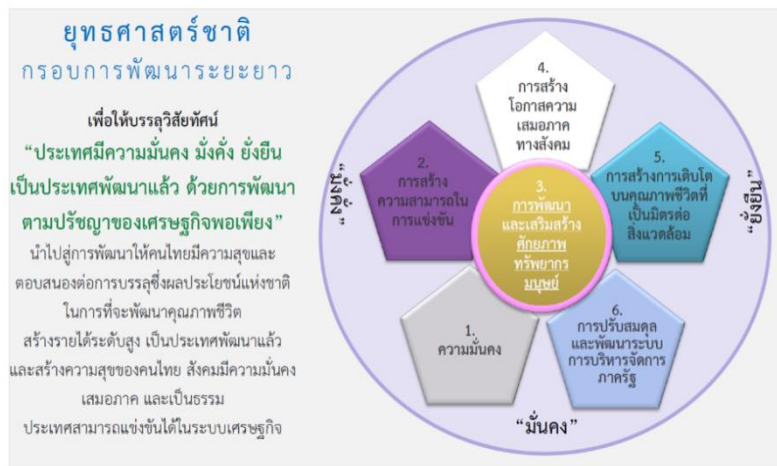 ยุทธศาสตร์ชาติ
กรอบการพัฒนาระยะยาว
เพื่อให้บรรลุวิสัยทัศน์
“ประเทศมีความมั่นคง มั่งคั่ง ยั่งยืน
เป็นประเทศพัฒนาแล้ว ด้วยการพัฒนา
ตามปรัชญาของเศรษฐกิจพอเพียง”
นำไปสู่การพัฒนาให้คนไทยมีความสุขและ
ตอบสนองต่อการบรรลุซึ่งผลประโยชน์แห่งชาติ
ในการที่จะพัฒนาคุณภาพชีวิต
สร้างรายได้ระดับสูง เป็นประเทศพัฒนาแล้ว
และสร้างความสุขของคนไทย สังคมมีความมั่นคง
เสมอภาค และเป็นธรรม
ประเทศสามารถแข่งขันได้ในระบบเศรษฐกิจ
4.
การสร้าง
โอกาสความ
เสมอภาค
ทางสังคม
“มั่งคั่ง”
2.
การสร้าง
ความสามารถใน
การแข่งขัน
3.
การพัฒนา
และเสริมสร้าง
ศักยภาพ
ทรัพยากร
มนุษย์
5.
การสร้างการเติบโต
บนคุณภาพชีวิตที่
เป็นมิตรต่อ
สิ่งแวดล้อม
“ยั่งยืน”
1.
ความมั่นคง
6.
การปรับสมดุล
และพัฒนาระบบ
การบริหารจัดการ
ภาครัฐ
“มั่นคง”